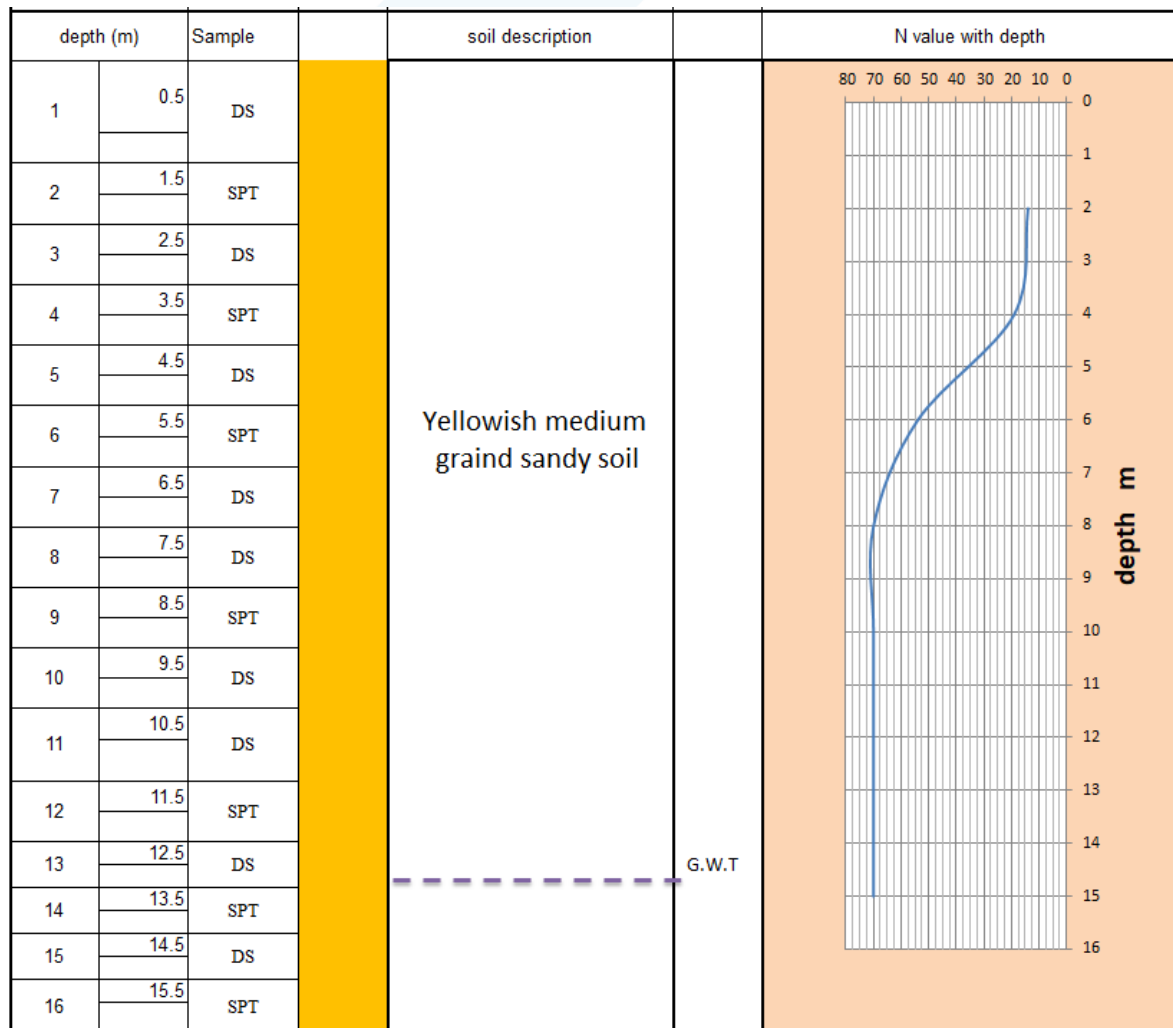 depth (m) Sample soil description N value with depth
1 0.5 DS
2 1.5 SPT
3 2.5 DS
4 3.5 SPT
5 4.5 DS
6 5.5 SPT
7 6.5 DS
8 7.5 DS
9 8.5 SPT
10 9.5 DS
11 10.5 DS
12 11.5 SPT
13 12.5 DS
14 13.5 SPT
15 14.5 DS
16 15.5 SPT
Yellowish medium
graind sandy soil
G.W.T
80 70 60 50 40 30 20 10 0
0
1
2
3
4
5
6
7
8
9
10
11
12
13
14
15
16
depth m